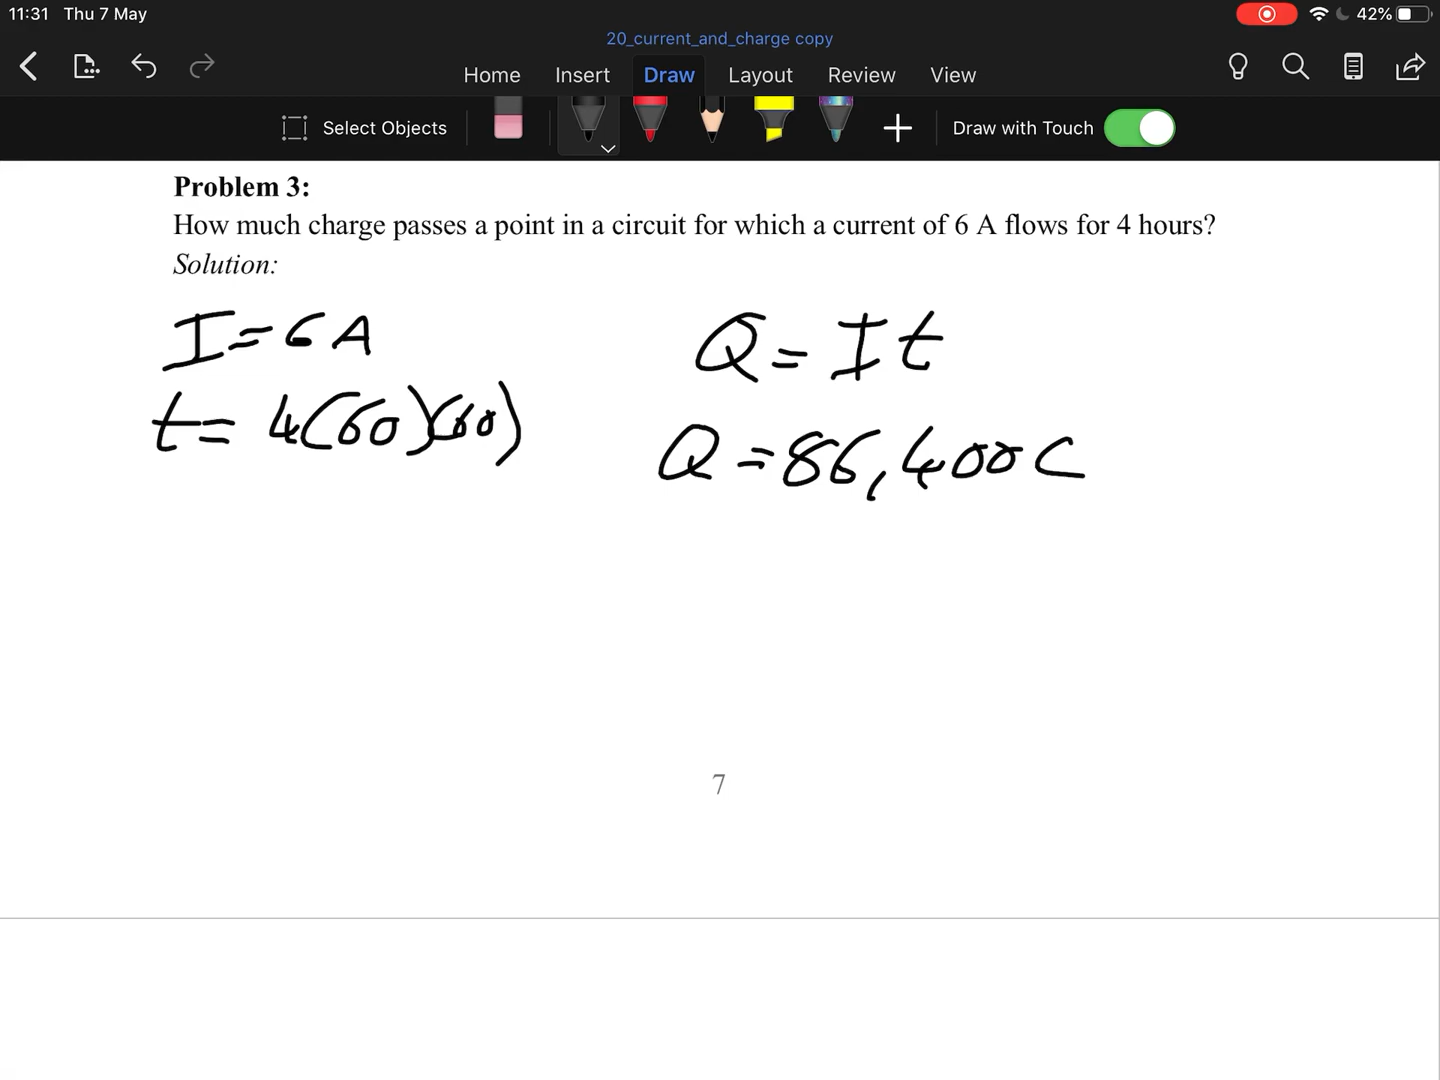 11:31 Thu 7 May 42%
20_current_and_charge copy
Home Insert Draw Layout Review View
Select Objects Draw with Touch
Problem 3:
How much charge passes a point in a circuit for which a current of 6 A flows for 4 hours?
Solution:
I=6A
Q=It
t=4(60)(60)
Q=86,400C
7